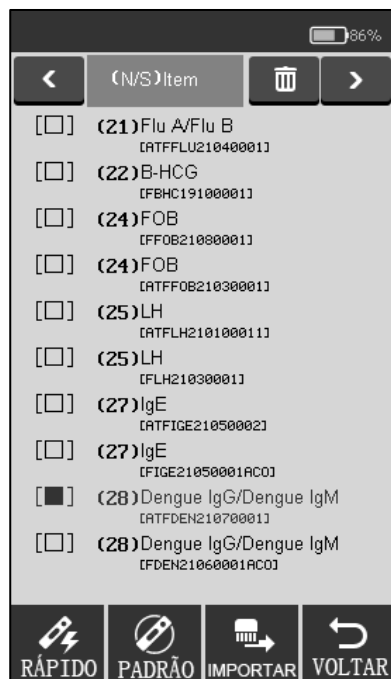 86%
(N/S)Item
(21)Flu A/Flu B
[ATFFLU21040001]
(22)B-HCG
[FBHC19100001]
(24)FOB
[FFOB21080001]
(24)FOB
[ATFFOB21030001]
(25)LH
[ATFLH210100011]
(25)LH
[FLH21030001]
(27)IgE
[ATFIGE21050002]
(27)IgE
[FIGE21050001ACO]
(28)Dengue IgG/Dengue IgM
[ATFDEN21070001]
(28)Dengue IgG/Dengue IgM
[FDEN21060001ACO]
RÁPIDO PADRÃO IMPORTAR VOLTAR